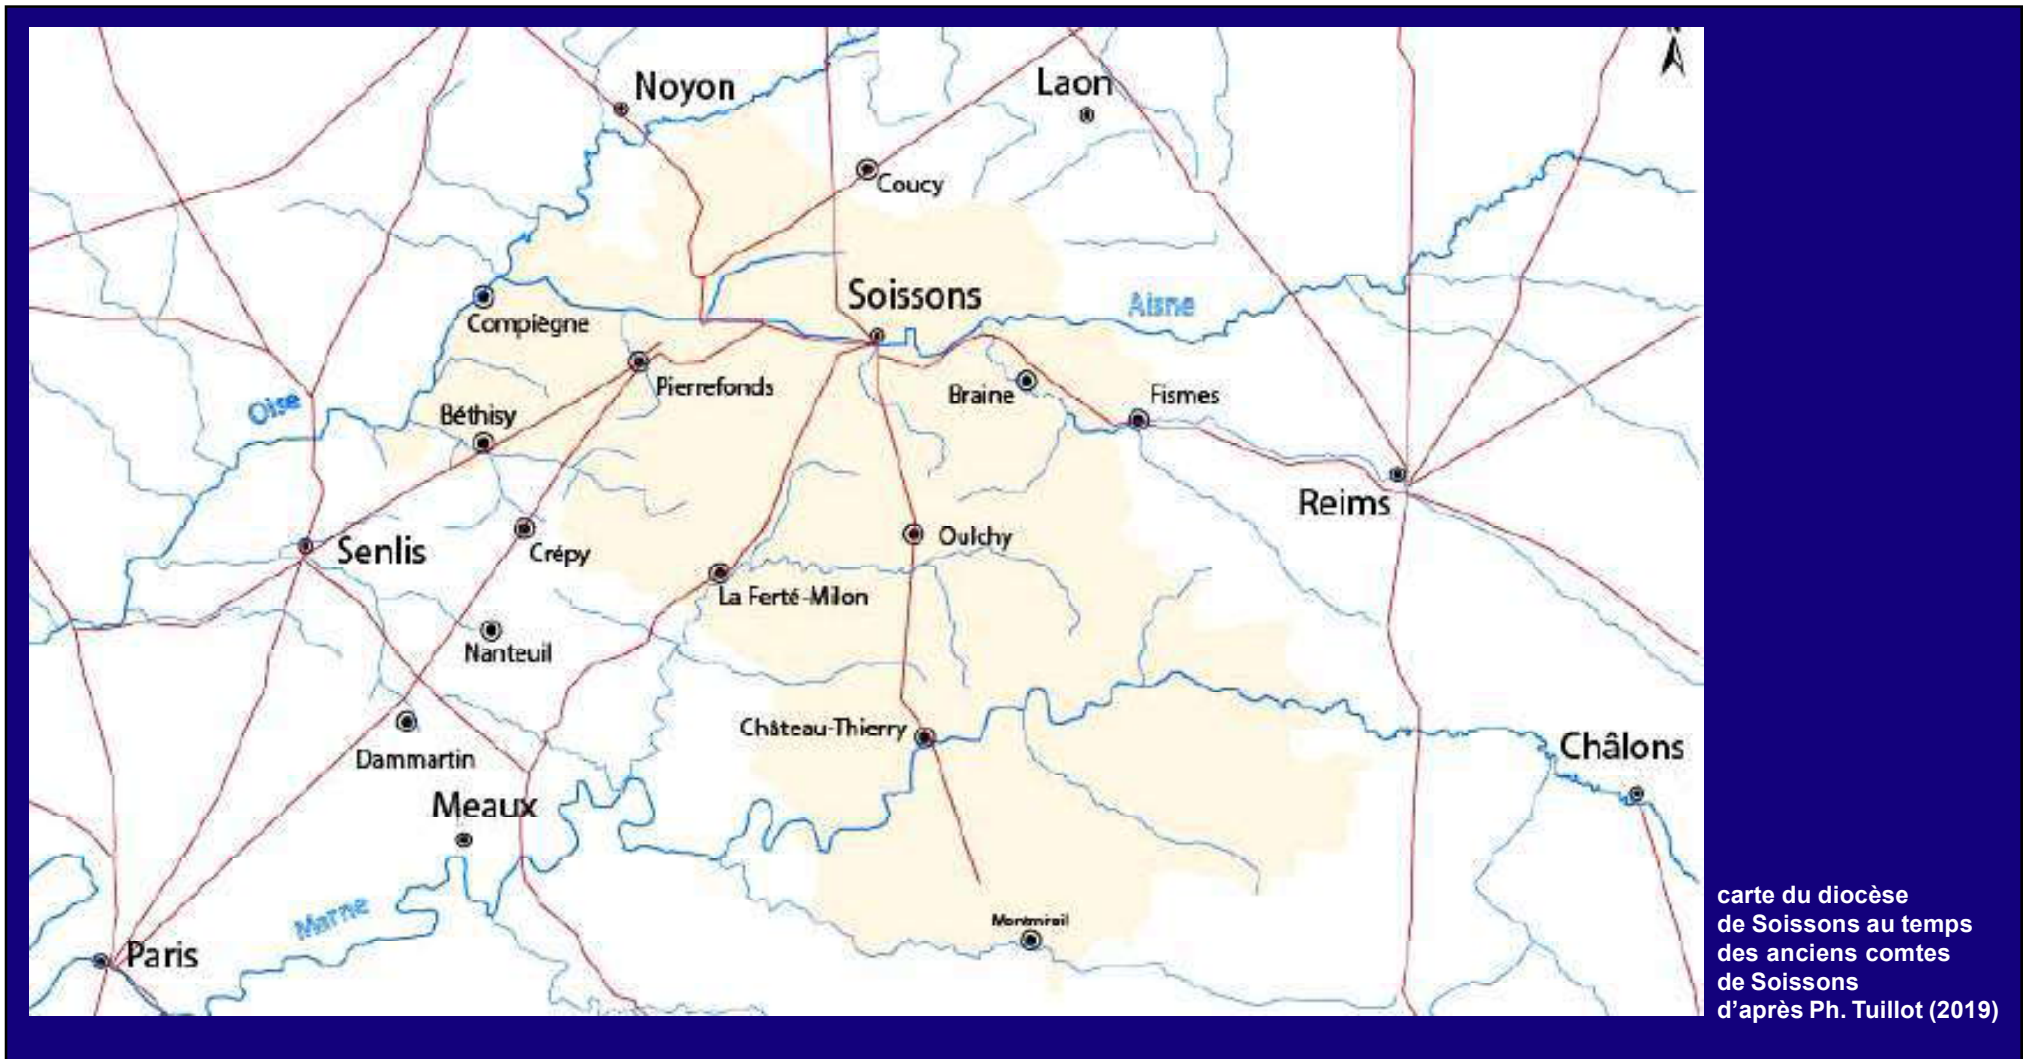 N
Noyon
Laon
Coucy
Soissons
Aisne
Compiègne
Pierrefonds
Braine
Fismes
Oise
Béthisy
Reims
Senlis
Crépy
Oulchy
La Ferté-Milon
Nanteuil
Château-Thierry
Dammartin
Châlons
Meaux
Marne
Montmirail
Paris
carte du diocèse
de Soissons au temps
des anciens comtes
de Soissons
d'après Ph. Tuillot (2019)